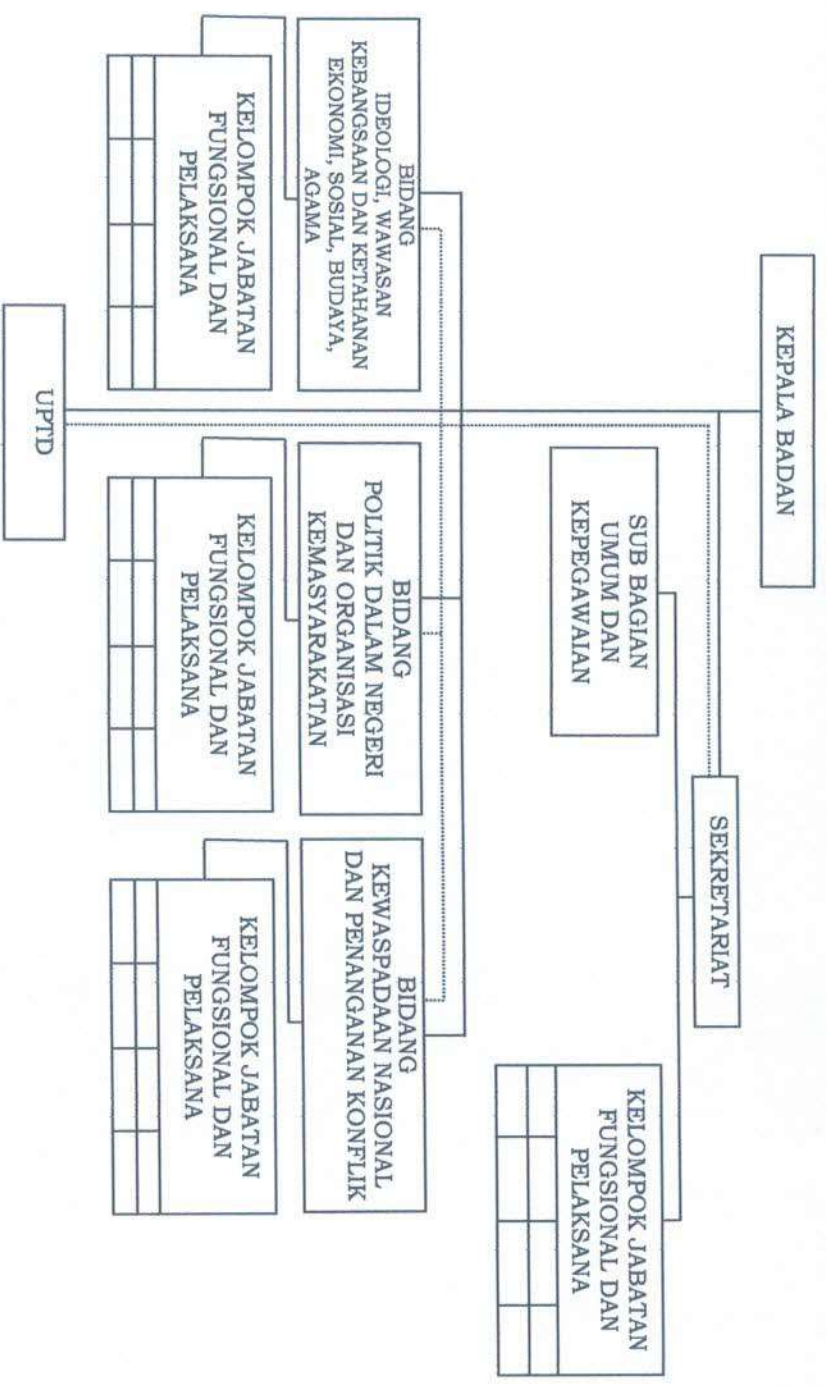 KEPALA BADAN
SEKRETARIAT
SUB BAGIAN
UMUM DAN
KEPEGAWAIAN
KELOMPOK JABATAN
FUNGSIONAL DAN
PELAKSANA
BIDANG
IDEOLOGI, WAWASAN
KEBANGSAAN DAN KETAHANAN
EKONOMI, SOSIAL, BUDAYA,
AGAMA
BIDANG
POLITIK DALAM NEGERI
DAN ORGANISASI
KEMASYARAKATAN
BIDANG
KEWASPADAAN NASIONAL
DAN PENANGANAN KONFLIK
KELOMPOK JABATAN
FUNGSIONAL DAN
PELAKSANA
KELOMPOK JABATAN
FUNGSIONAL DAN
PELAKSANA
KELOMPOK JABATAN
FUNGSIONAL DAN
PELAKSANA
UPTD